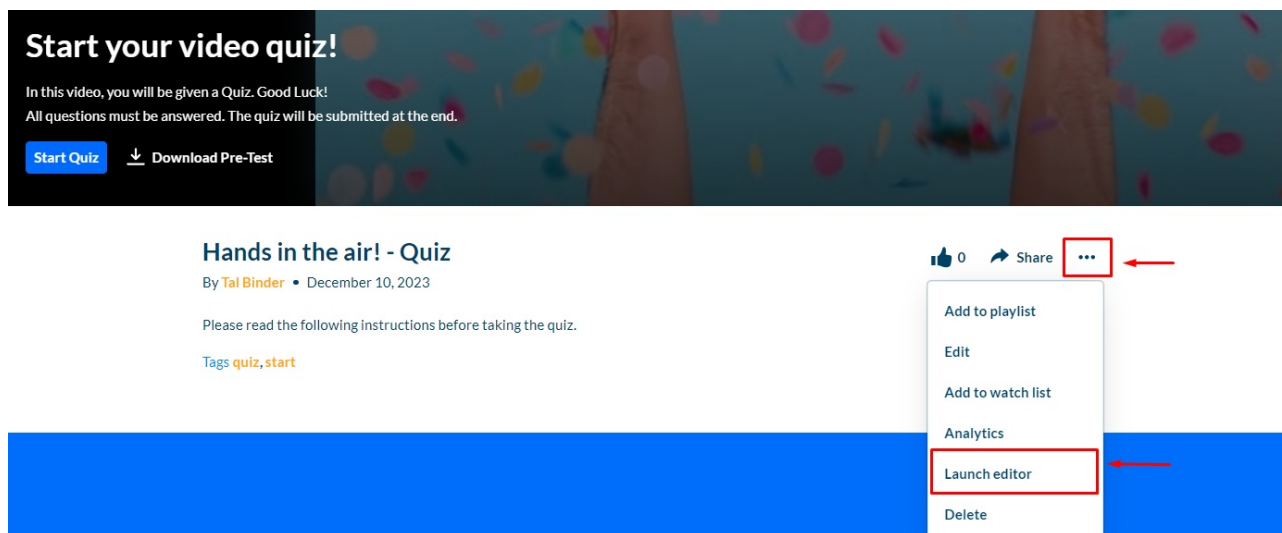 Start your video quiz!
In this video, you will be given a Quiz. Good Luck!
All questions must be answered. The quiz will be submitted at the end.
Start Quiz Download Pre-Test
Hands in the air! - Quiz
0 Share •••
By Tal Binder • December 10, 2023
Please read the following instructions before taking the quiz.
Tags quiz, start
Add to playlist
Edit
Add to watch list
Analytics
Launch editor
Delete